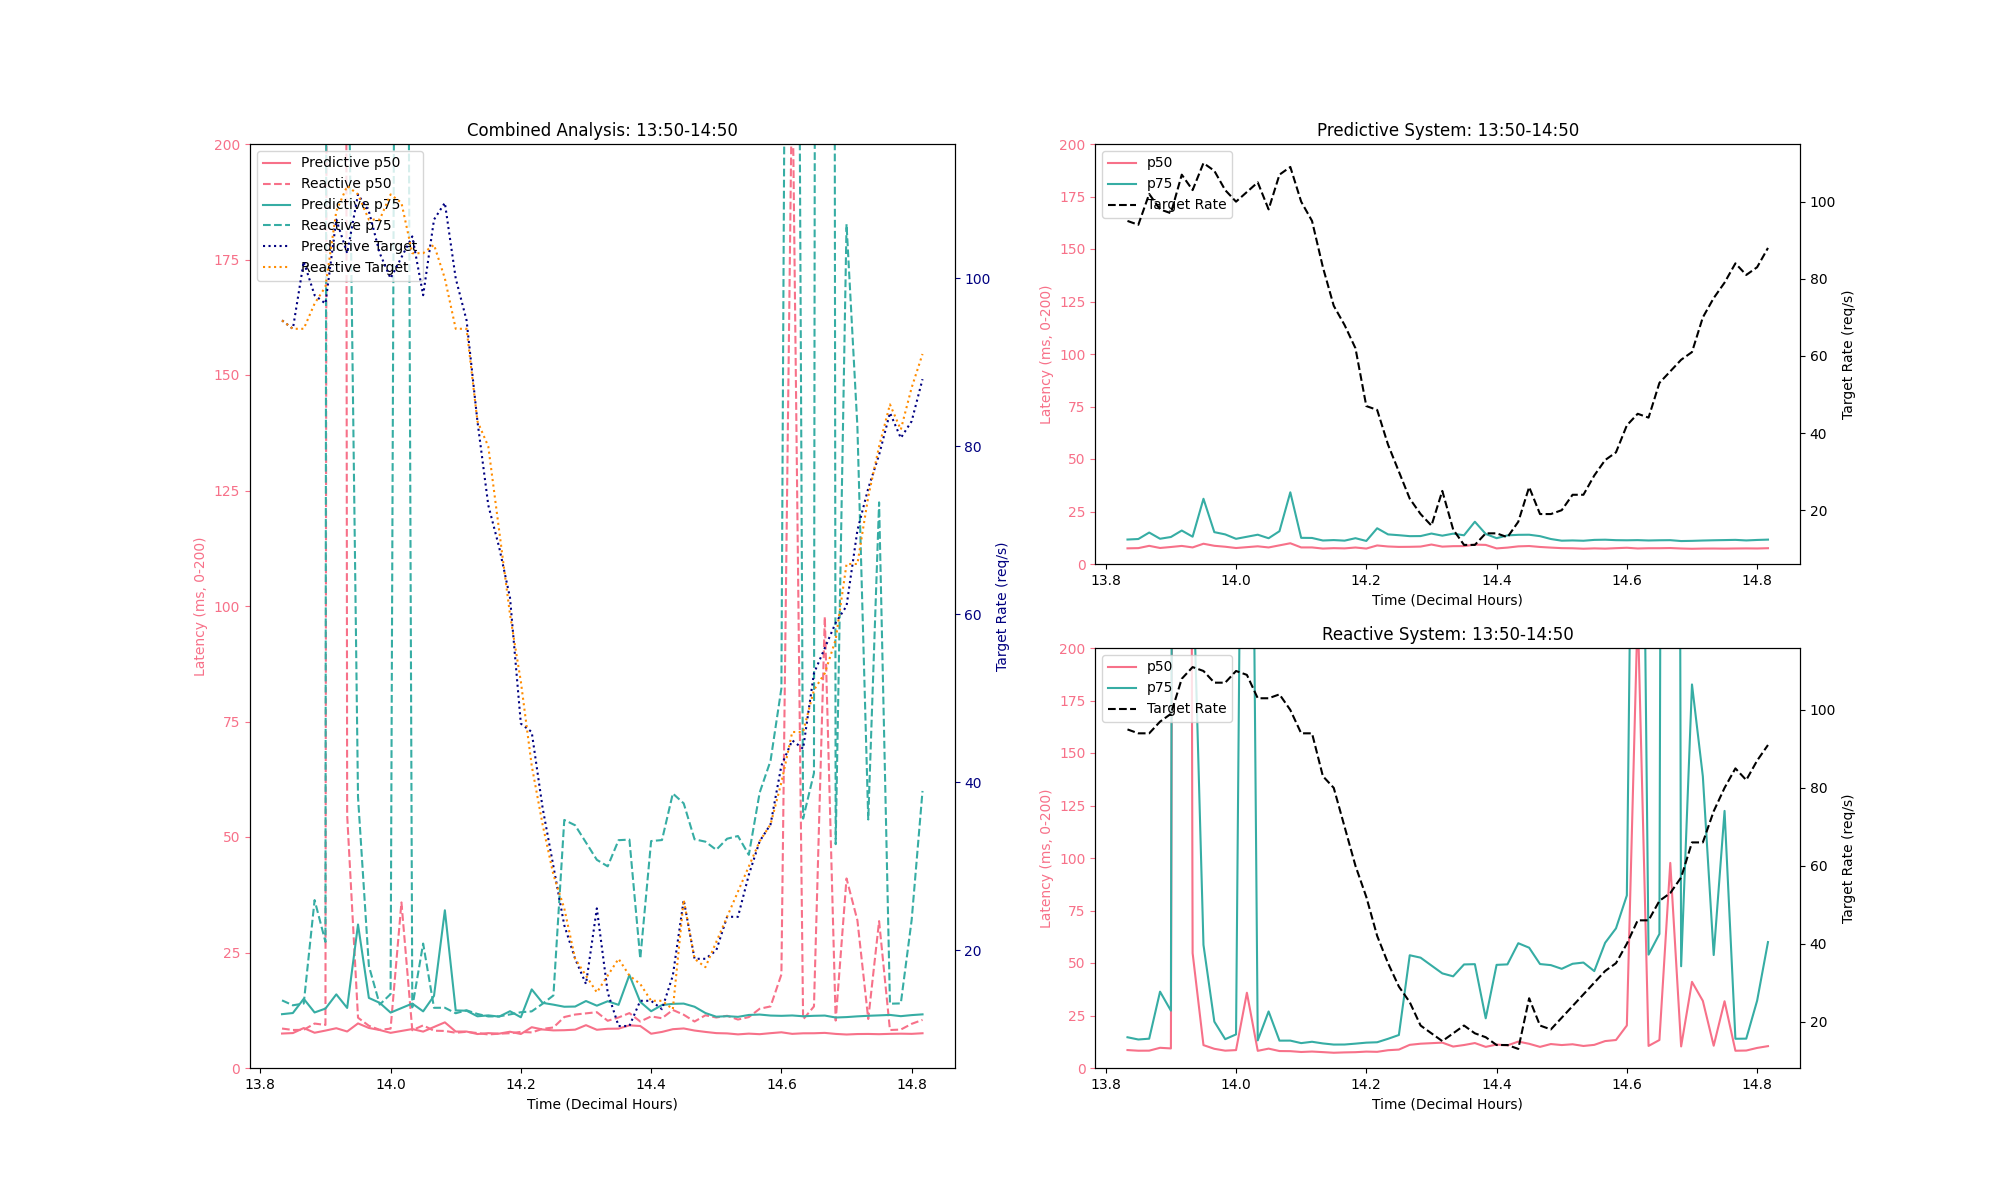 Combined Analysis: 13:50-14:50
Predictive p50
Reactive p50
Predictive p75
Reactive p75
Predictive Target
Reactive Target
200
175
150
125
100
75
50
25
0
Latency (ms, 0-200)
100
80
60
40
20
Target Rate (req/s)
13.8 14.0 14.2 14.4 14.6 14.8
Time (Decimal Hours)
Predictive System: 13:50-14:50
p50
p75
Target Rate
200
175
150
125
100
75
50
25
0
Latency (ms, 0-200)
100
80
60
40
20
Target Rate (req/s)
13.8 14.0 14.2 14.4 14.6 14.8
Time (Decimal Hours)
Reactive System: 13:50-14:50
p50
p75
Target Rate
200
175
150
125
100
75
50
25
0
Latency (ms, 0-200)
100
80
60
40
20
Target Rate (req/s)
13.8 14.0 14.2 14.4 14.6 14.8
Time (Decimal Hours)